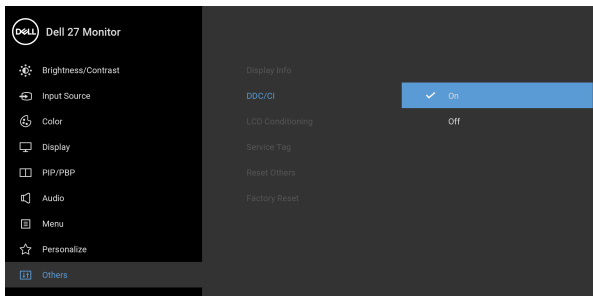 DELL Dell 27 Monitor
Brightness/Contrast
Input Source
Color
Display
PIP/PBP
Audio
Menu
Personalize
Others
Display Info
DDC/CI
LCD Conditioning
Service Tag
Reset Others
Factory Reset
On
Off